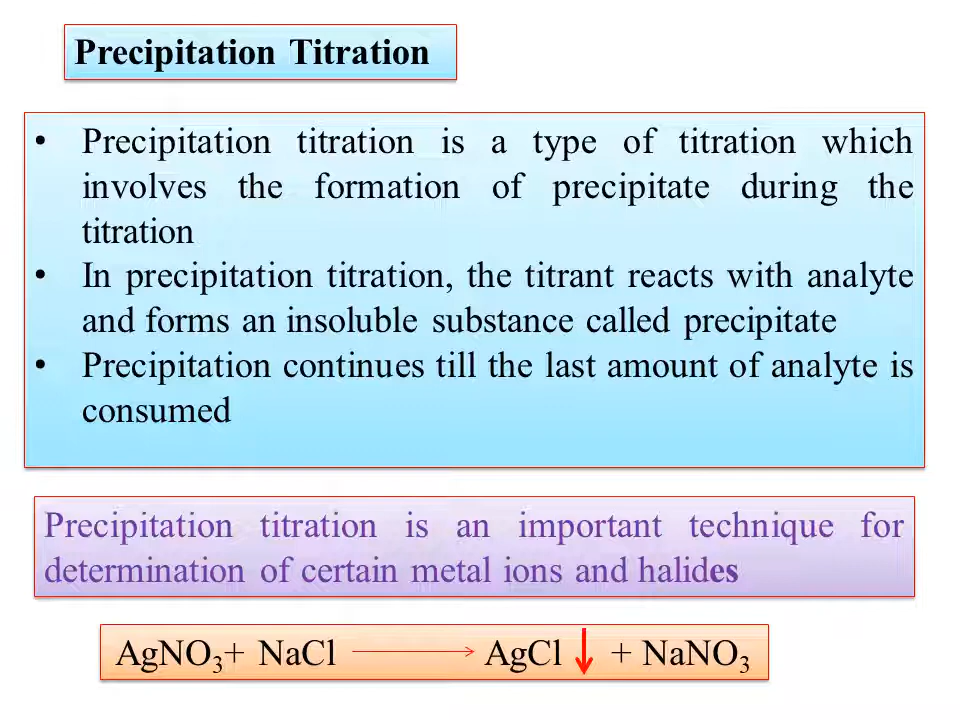 Precipitation Titration
• Precipitation titration is a type of titration which
involves the formation of precipitate during the
titration
• In precipitation titration, the titrant reacts with analyte
and forms an insoluble substance called precipitate
• Precipitation continues till the last amount of analyte is
consumed
Precipitation titration is an important technique for
determination of certain metal ions and halides
AgNO₃+ NaCl ⟶ AgCl ↓ + NaNO₃